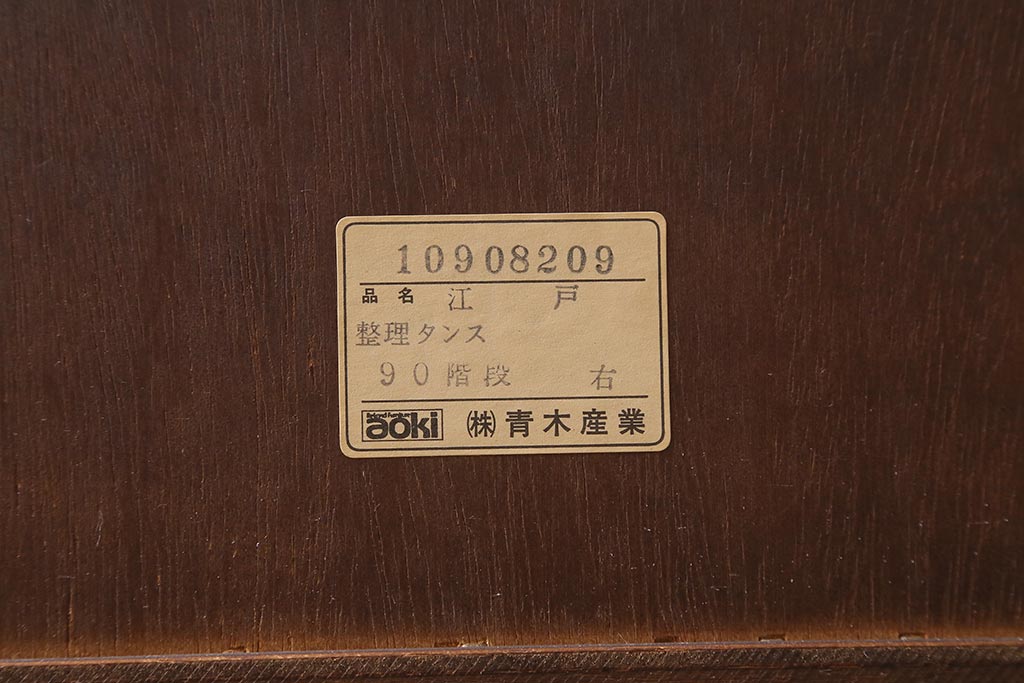 10908209
品名 江 戸
整理タンス
90階段 右
aoki (株)青木産業